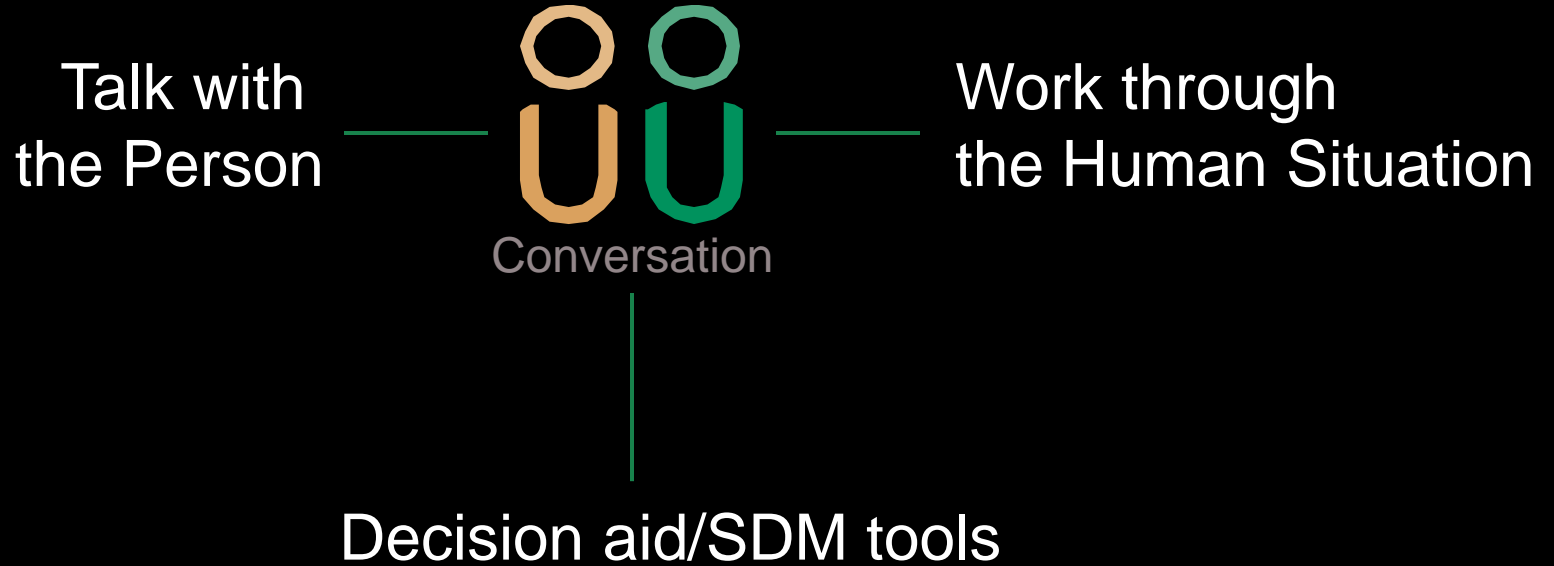 Talk with
the Person
Conversation
Work through
the Human Situation
Decision aid/SDM tools